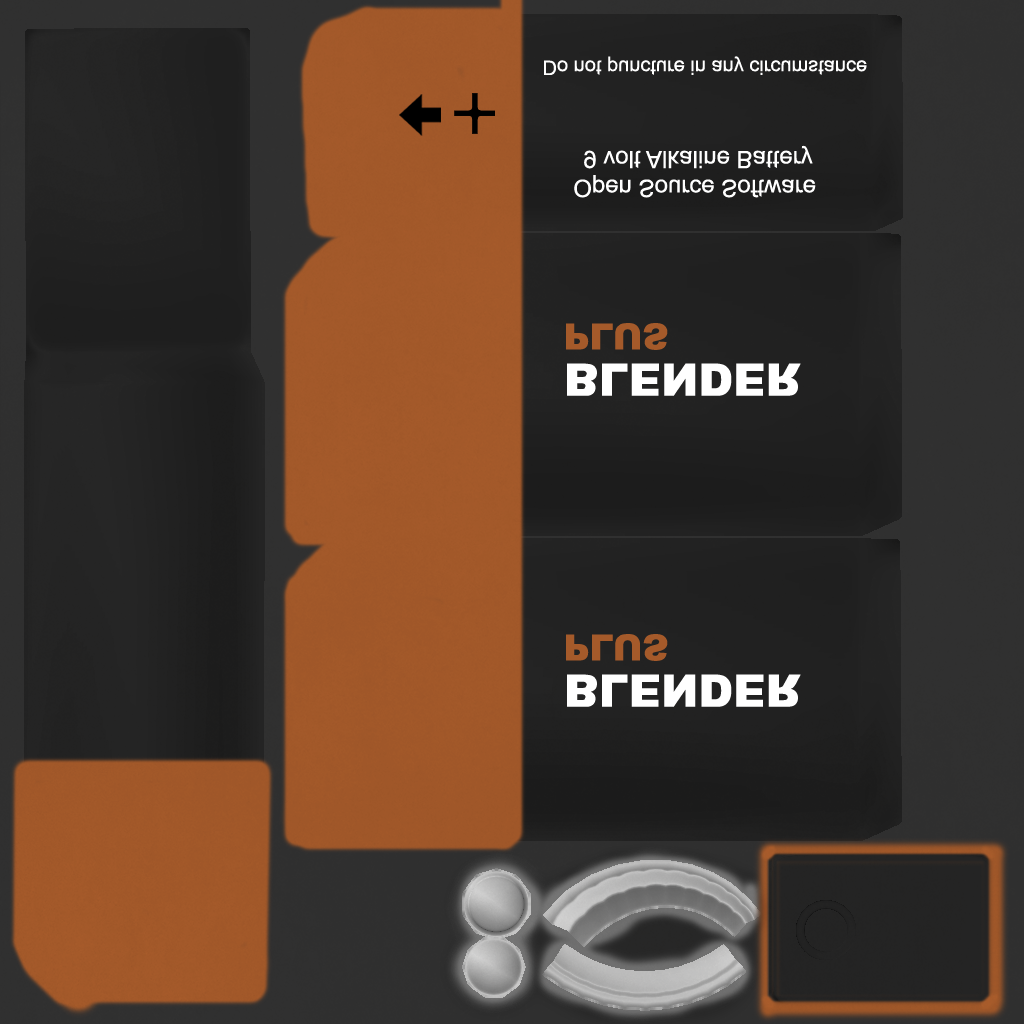 Do not puncture in any circumstance
9 volt Alkaline Battery
Open Source Software
PLUS
BLENDER
PLUS
BLENDER